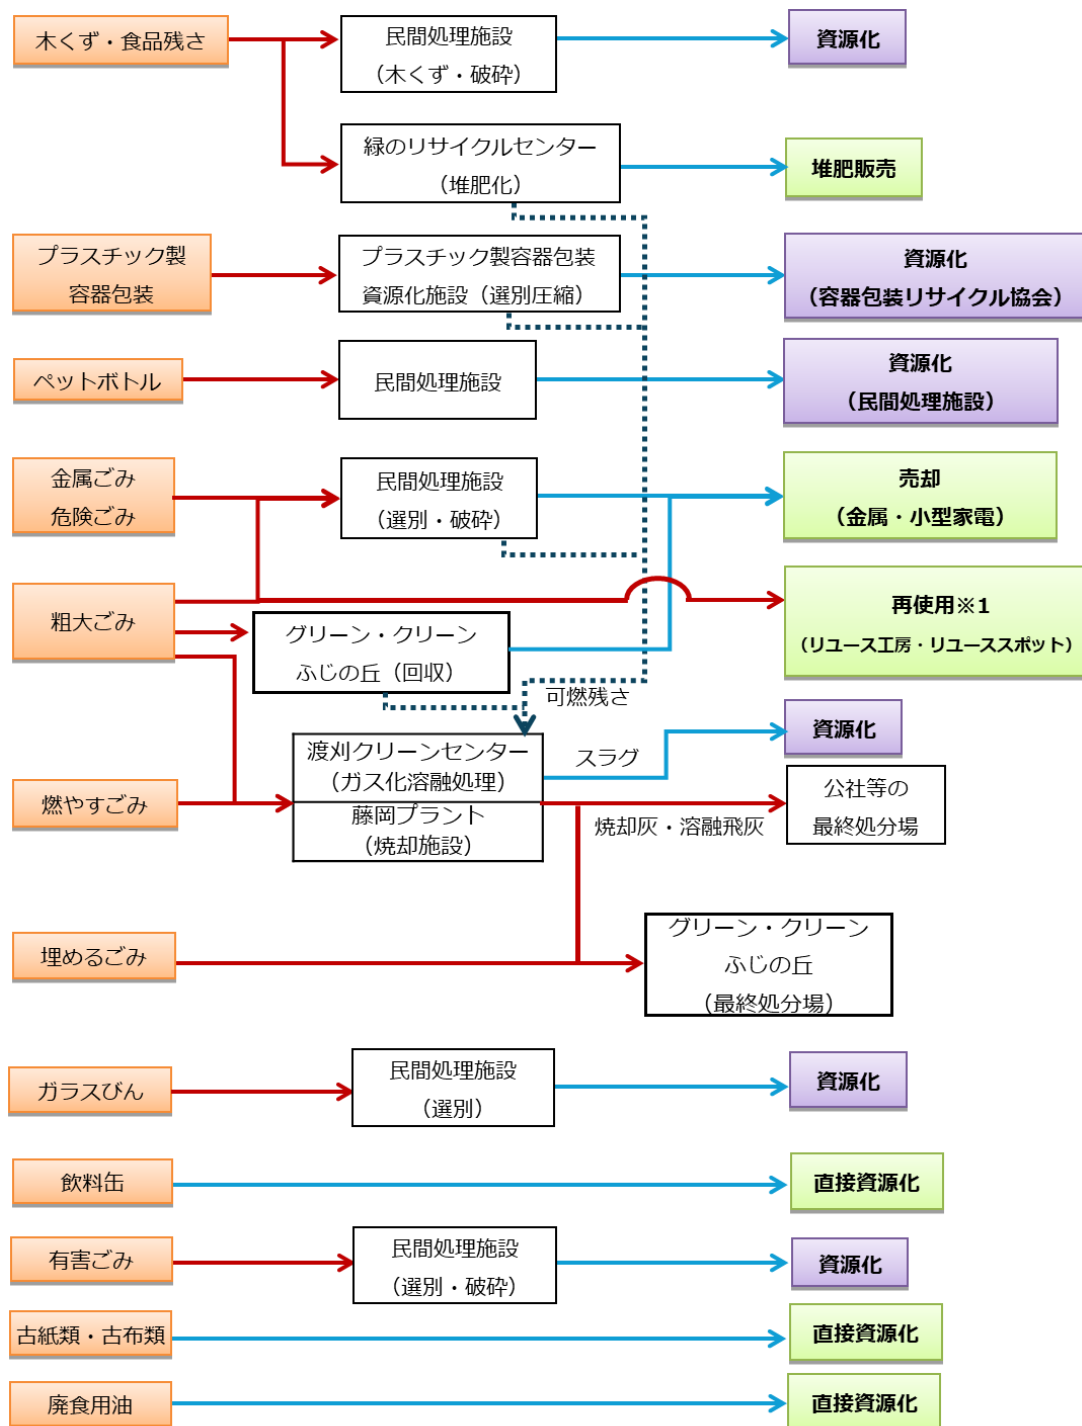 木くず・食品残さ
民間処理施設
（木くず・破砕）
資源化
緑のリサイクルセンター
（堆肥化）
堆肥販売
プラスチック製
容器包装
プラスチック製容器包装
資源化施設（選別圧縮）
資源化
（容器包装リサイクル協会）
ペットボトル
民間処理施設
資源化
（民間処理施設）
金属ごみ
危険ごみ
民間処理施設
（選別・破砕）
売却
（金属・小型家電）
粗大ごみ
グリーン・クリーン
ふじの丘（回収）
再使用※1
（リユース工房・リユーススポット）
可燃残さ
燃やすごみ
渡刈クリーンセンター
（ガス化溶融処理）
藤岡プラント
（焼却施設）
スラグ
資源化
焼却灰・溶融飛灰
公社等の
最終処分場
埋めるごみ
グリーン・クリーン
ふじの丘
（最終処分場）
ガラスびん
民間処理施設
（選別）
資源化
飲料缶
直接資源化
有害ごみ
民間処理施設
（選別・破砕）
資源化
古紙類・古布類
直接資源化
廃食用油
直接資源化